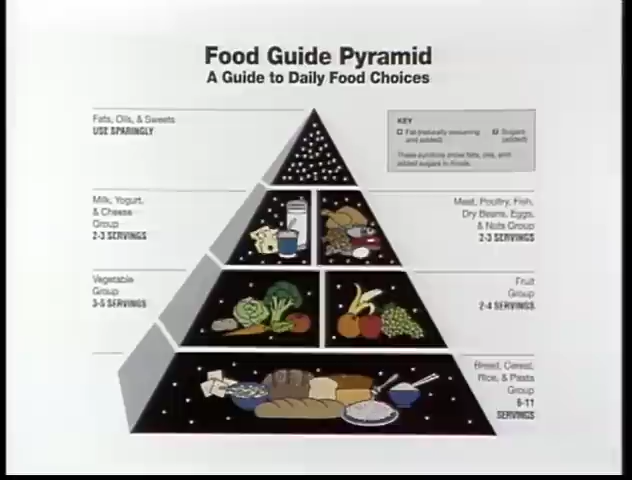 Food Guide Pyramid
A Guide to Daily Food Choices
Fats, Oils, & Sweets
USE SPARINGLY
KEY
Fat (naturally occurring
and added)
Sugars
(added)
These symbols show fats, oils, and
added sugars in foods.
Milk, Yogurt,
& Cheese
Group
2-3 SERVINGS
Meat, Poultry, Fish,
Dry Beans, Eggs,
& Nuts Group
2-3 SERVINGS
Vegetable
Group
3-5 SERVINGS
Fruit
Group
2-4 SERVINGS
Bread, Cereal,
Rice, & Pasta
Group
6-11
SERVINGS